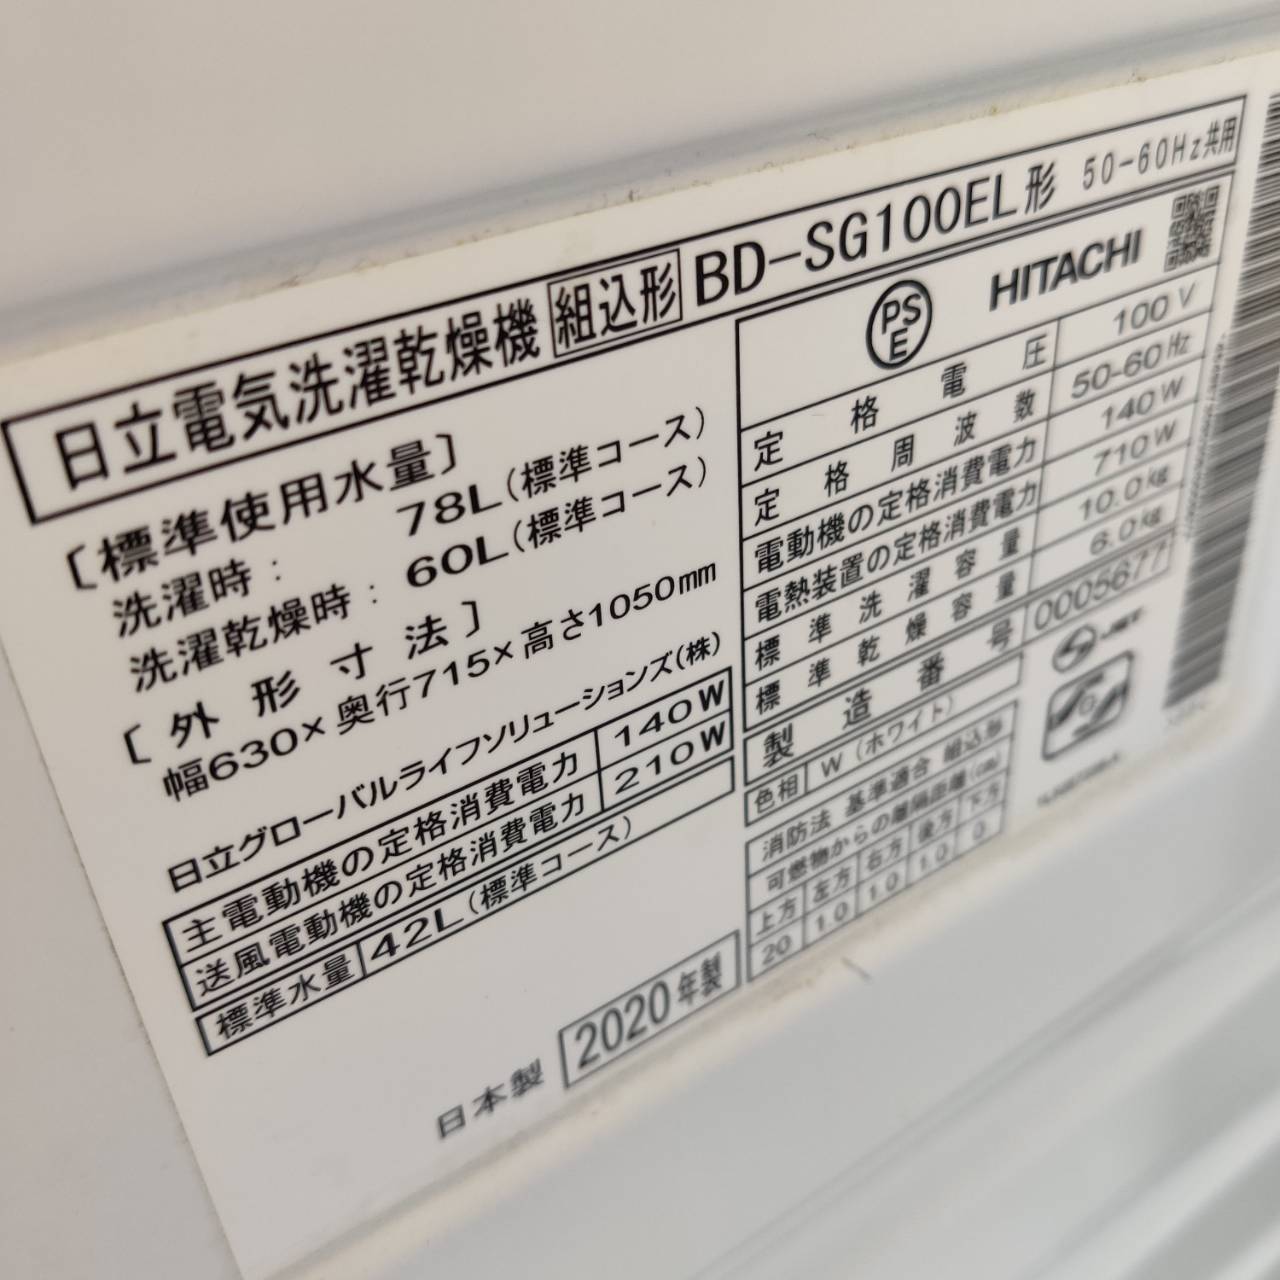 日立電気洗濯乾燥機 組込形 BD-SG100EL形 50-60Hz共用
[標準使用水量]
洗濯時: 78L(標準コース)
洗濯乾燥時: 60L(標準コース)
[外形寸法]
幅630×奥行715×高さ1050mm
日立グローバルライフソリューションズ(株)
主電動機の定格消費電力 140W
送風電動機の定格消費電力 210W
標準水量 42L(標準コース)
日本製 2020年製
PS
E
HITACHI
定格電圧 100V
定格周波数 50-60Hz
電動機の定格消費電力 140W
電熱装置の定格消費電力 710W
標準洗濯容量 10.0kg
標準乾燥容量 6.0kg
製造番号 0005677
色相 W(ホワイト)
消防法 基準適合 組込形
可燃物からの離隔距離(cm)
上方 左方 右方 後方 下方
20 1.0 1.0 1.0 0
JET